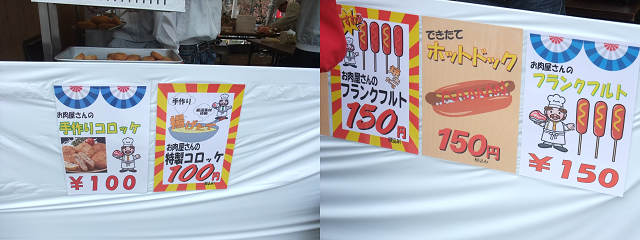 お肉屋さんの
手作りコロッケ
￥100
手作り
お肉屋さんの
特製コロッケ
100円
お肉屋さんの
フランクフルト
150円
できたて
ホットドック
150円
お肉屋さんの
フランクフルト
￥150